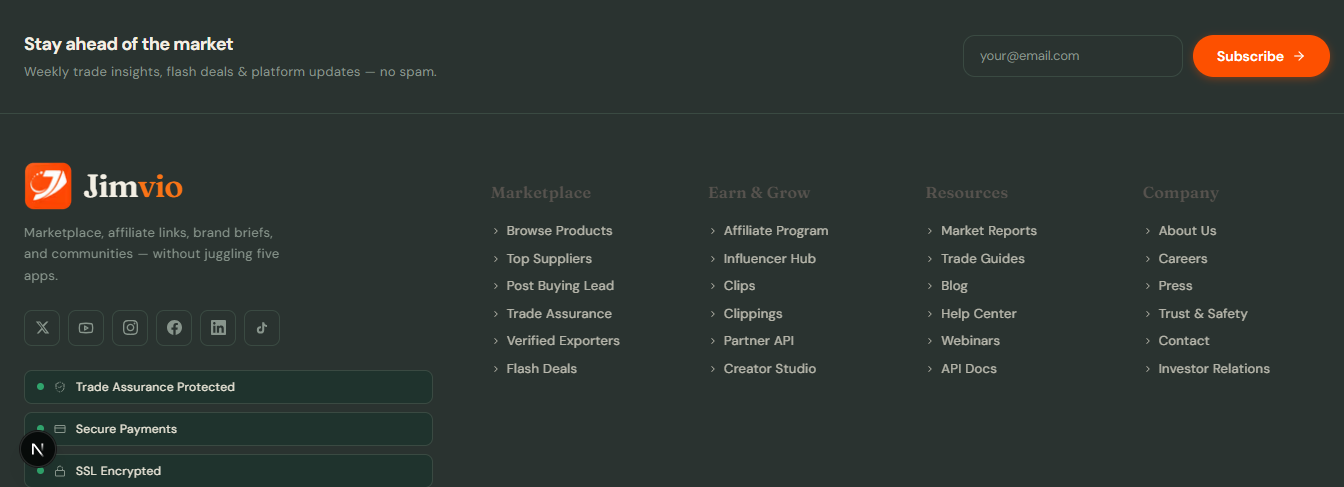 Stay ahead of the market
Weekly trade insights, flash deals & platform updates — no spam.
your@email.com
Subscribe →
Jimvio
Marketplace, affiliate links, brand briefs,
and communities — without juggling five
apps.
Trade Assurance Protected
Secure Payments
SSL Encrypted
Marketplace
› Browse Products
› Top Suppliers
› Post Buying Lead
› Trade Assurance
› Verified Exporters
› Flash Deals
Earn & Grow
› Affiliate Program
› Influencer Hub
› Clips
› Clippings
› Partner API
› Creator Studio
Resources
› Market Reports
› Trade Guides
› Blog
› Help Center
› Webinars
› API Docs
Company
› About Us
› Careers
› Press
› Trust & Safety
› Contact
› Investor Relations
N